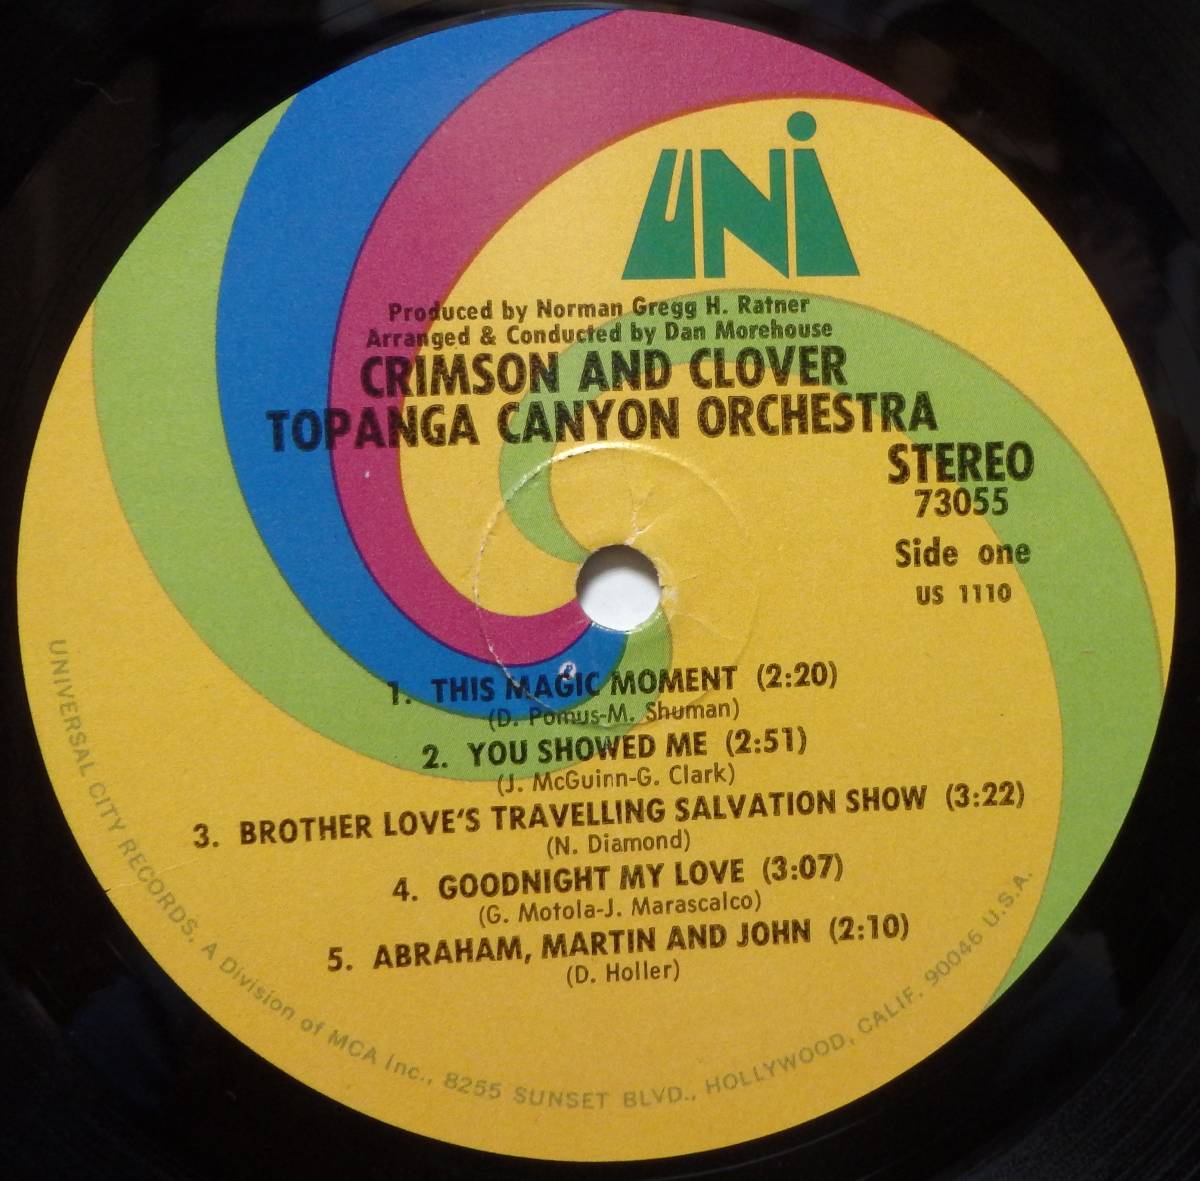 UNI
Produced by Norman Gregg H. Ratner
Arranged & Conducted by Dan Morehouse
CRIMSON AND CLOVER
TOPANGA CANYON ORCHESTRA
STEREO
73055
Side one
US 1110
1. THIS MAGIC MOMENT (2:20)
(D. Pomus-M. Shuman)
2. YOU SHOWED ME (2:51)
(J. McGuinn-G. Clark)
3. BROTHER LOVE'S TRAVELLING SALVATION SHOW (3:22)
(N. Diamond)
4. GOODNIGHT MY LOVE (3:07)
(G. Motola-J. Marascalco)
5. ABRAHAM, MARTIN AND JOHN (2:10)
(D. Holler)
UNIVERSAL CITY RECORDS, A Division of MCA Inc., 8255 SUNSET BLVD., HOLLYWOOD, CALIF. 90046 U.S.A.